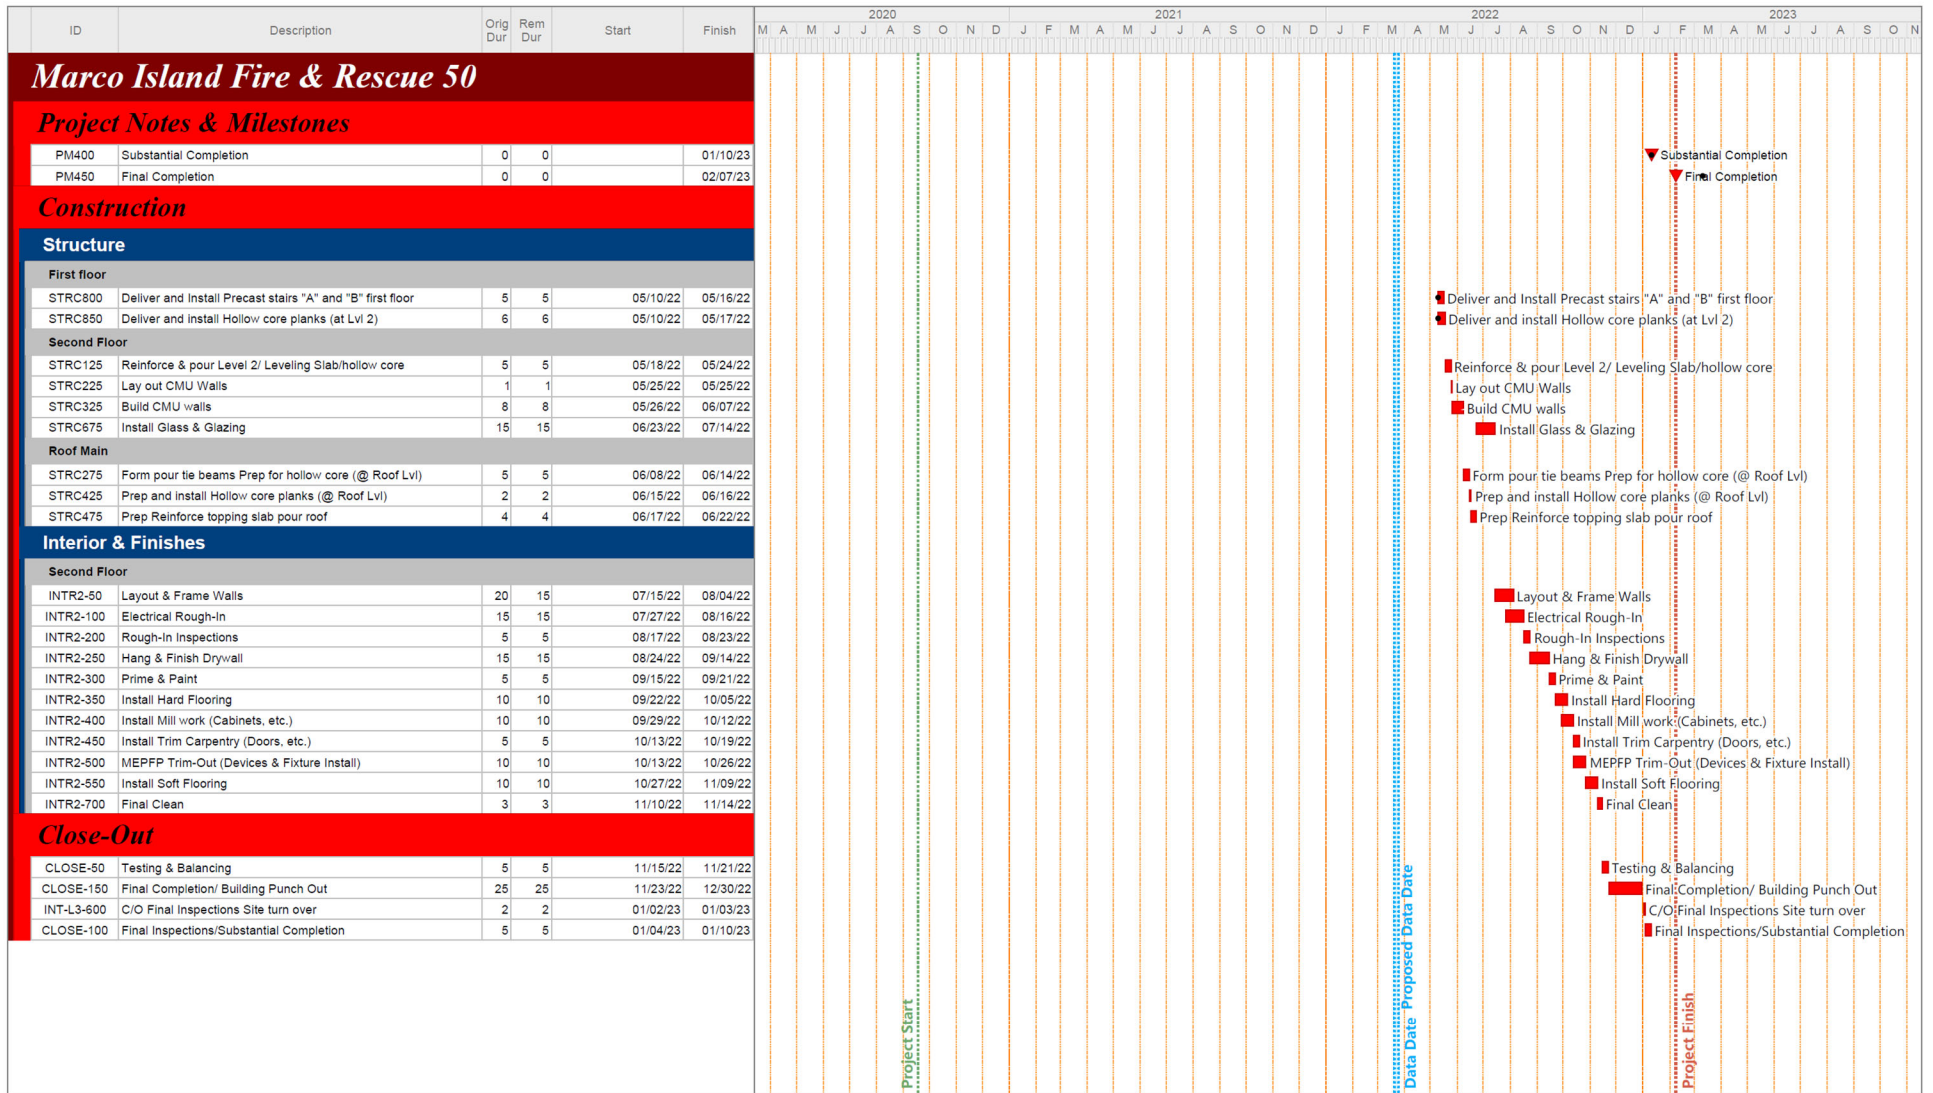 ID Description Orig Dur Rem Dur Start Finish
2020 2021 2022 2023
M A M J J A S O N D J F M A M J J A S O N D J F M A M J J A S O N D J F M A M J J A S O N
Marco Island Fire & Rescue 50
Project Notes & Milestones
PM400 Substantial Completion 0 0 01/10/23 Substantial Completion
PM450 Final Completion 0 0 02/07/23 Final Completion
Construction
Structure
First floor
STRC800 Deliver and Install Precast stairs "A" and "B" first floor 5 5 05/10/22 05/16/22 Deliver and Install Precast stairs "A" and "B" first floor
STRC850 Deliver and install Hollow core planks (at Lvl 2) 6 6 05/10/22 05/17/22 Deliver and install Hollow core planks (at Lvl 2)
Second Floor
STRC125 Reinforce & pour Level 2/ Leveling Slab/hollow core 5 5 05/18/22 05/24/22 Reinforce & pour Level 2/ Leveling Slab/hollow core
STRC225 Lay out CMU Walls 1 1 05/25/22 05/25/22 Lay out CMU Walls
STRC325 Build CMU walls 8 8 05/26/22 06/07/22 Build CMU walls
STRC675 Install Glass & Glazing 15 15 06/23/22 07/14/22 Install Glass & Glazing
Roof Main
STRC275 Form pour tie beams Prep for hollow core (@ Roof Lvl) 5 5 06/08/22 06/14/22 Form pour tie beams Prep for hollow core (@ Roof Lvl)
STRC425 Prep and install Hollow core planks (@ Roof Lvl) 2 2 06/15/22 06/16/22 Prep and install Hollow core planks (@ Roof Lvl)
STRC475 Prep Reinforce topping slab pour roof 4 4 06/17/22 06/22/22 Prep Reinforce topping slab pour roof
Interior & Finishes
Second Floor
INTR2-50 Layout & Frame Walls 20 15 07/15/22 08/04/22 Layout & Frame Walls
INTR2-100 Electrical Rough-In 15 15 07/27/22 08/16/22 Electrical Rough-In
INTR2-200 Rough-In Inspections 5 5 08/17/22 08/23/22 Rough-In Inspections
INTR2-250 Hang & Finish Drywall 15 15 08/24/22 09/14/22 Hang & Finish Drywall
INTR2-300 Prime & Paint 5 5 09/15/22 09/21/22 Prime & Paint
INTR2-350 Install Hard Flooring 10 10 09/22/22 10/05/22 Install Hard Flooring
INTR2-400 Install Mill work (Cabinets, etc.) 10 10 09/29/22 10/12/22 Install Mill work (Cabinets, etc.)
INTR2-450 Install Trim Carpentry (Doors, etc.) 5 5 10/13/22 10/19/22 Install Trim Carpentry (Doors, etc.)
INTR2-500 MEPFP Trim-Out (Devices & Fixture Install) 10 10 10/13/22 10/26/22 MEPFP Trim-Out (Devices & Fixture Install)
INTR2-550 Install Soft Flooring 10 10 10/27/22 11/09/22 Install Soft Flooring
INTR2-700 Final Clean 3 3 11/10/22 11/14/22 Final Clean
Close-Out
CLOSE-50 Testing & Balancing 5 5 11/15/22 11/21/22 Testing & Balancing
CLOSE-150 Final Completion/ Building Punch Out 25 25 11/23/22 12/30/22 Final Completion/ Building Punch Out
INT-L3-600 C/O Final Inspections Site turn over 2 2 01/02/23 01/03/23 C/O Final Inspections Site turn over
CLOSE-100 Final Inspections/Substantial Completion 5 5 01/04/23 01/10/23 Final Inspections/Substantial Completion
Project Start
Data Date Proposed Data Date
Project Finish